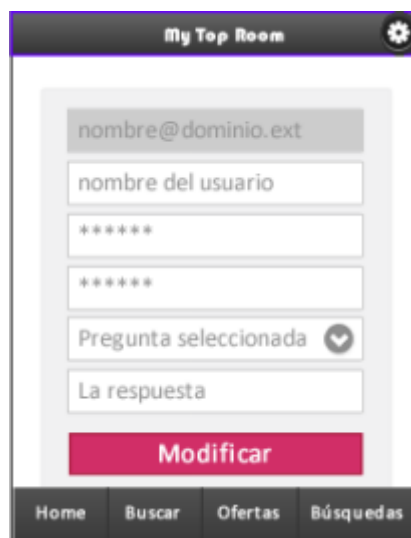 My Top Room
nombre@dominio.ext
nombre del usuario
******
******
Pregunta seleccionada
La respuesta
Modificar
Home Buscar Ofertas Búsquedas